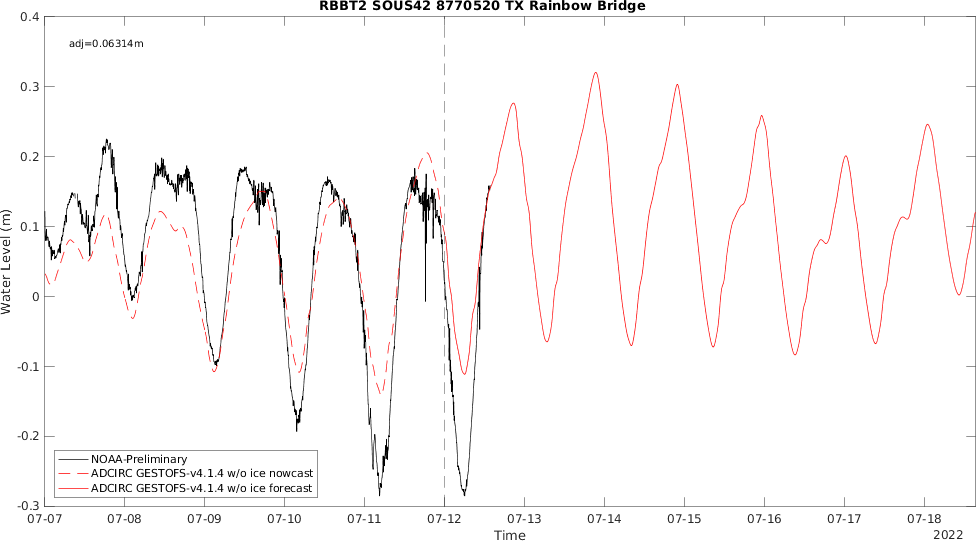 RBBT2 SOUS42 8770520 TX Rainbow Bridge
adj=0.06314m
0.4
0.3
0.2
0.1
0
-0.1
-0.2
-0.3
Water Level (m)
NOAA-Preliminary
ADCIRC GESTOFS-v4.1.4 w/o ice nowcast
ADCIRC GESTOFS-v4.1.4 w/o ice forecast
07-07 07-08 07-09 07-10 07-11 07-12 07-13 07-14 07-15 07-16 07-17 07-18
Time
2022